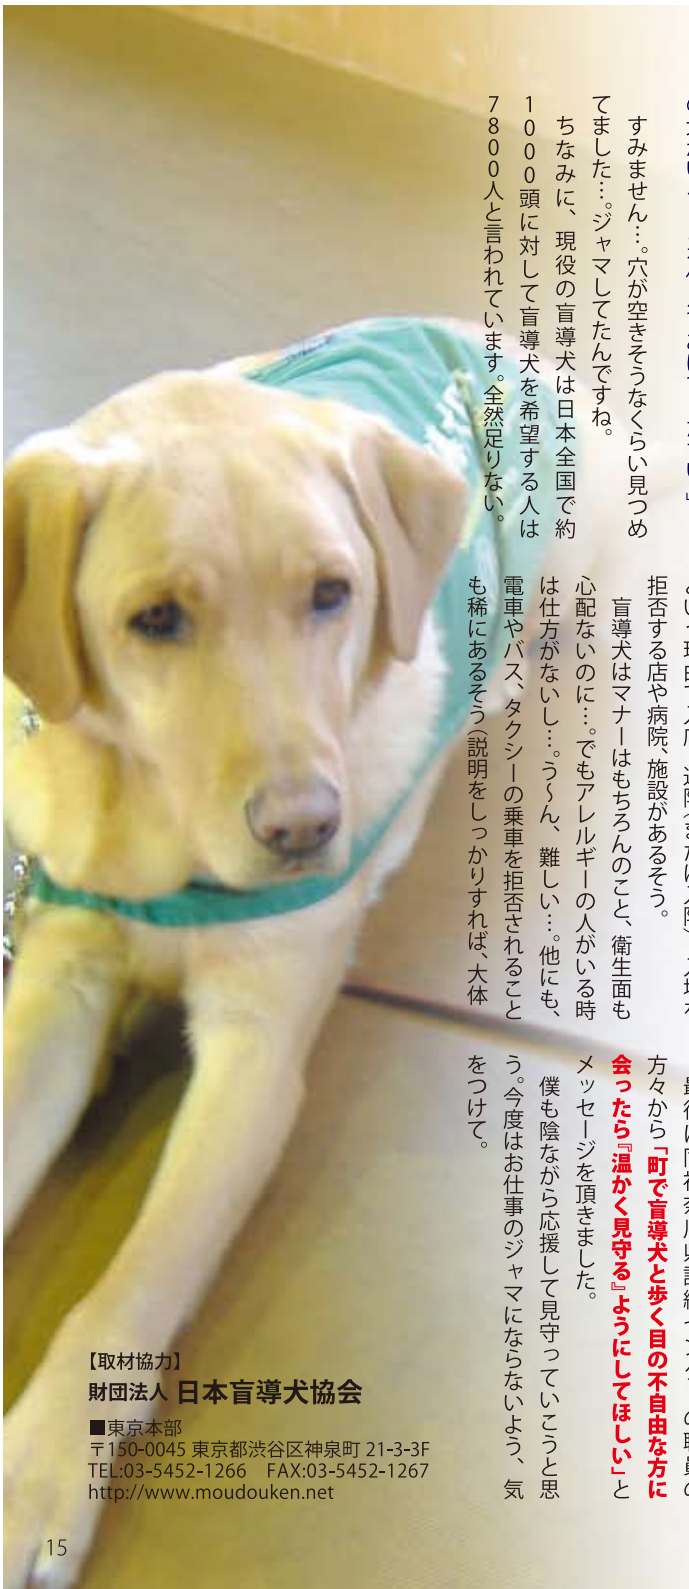 すみません…。穴が空きそうなくらい見つめ
てました…。ジャマしてたんですね。
ちなみに、現役の盲導犬は日本全国で約
1000頭に対して盲導犬を希望する人は
7800人と言われています。全然足りない。
拒否する店や病院、施設があるそう。
盲導犬はマナーはもちろんのこと、衛生面も
心配ないのに…。でもアレルギーの人がいる時
は仕方がないし…。う～ん、難しい…。他にも、
電車やバス、タクシーの乗車を拒否されること
も稀にあるそう(説明をしっかりすれば、大体
方々から「町で盲導犬と歩く目の不自由な方に
会ったら『温かく見守る』ようにしてほしい」と
メッセージを頂きました。
僕も陰ながら応援して見守っていこうと思
う。今度はお仕事のジャマにならないよう、気
をつけて。
【取材協力】
財団法人 日本盲導犬協会
■東京本部
〒150-0045 東京都渋谷区神泉町 21-3-3F
TEL:03-5452-1266 FAX:03-5452-1267
http://www.moudouken.net
15